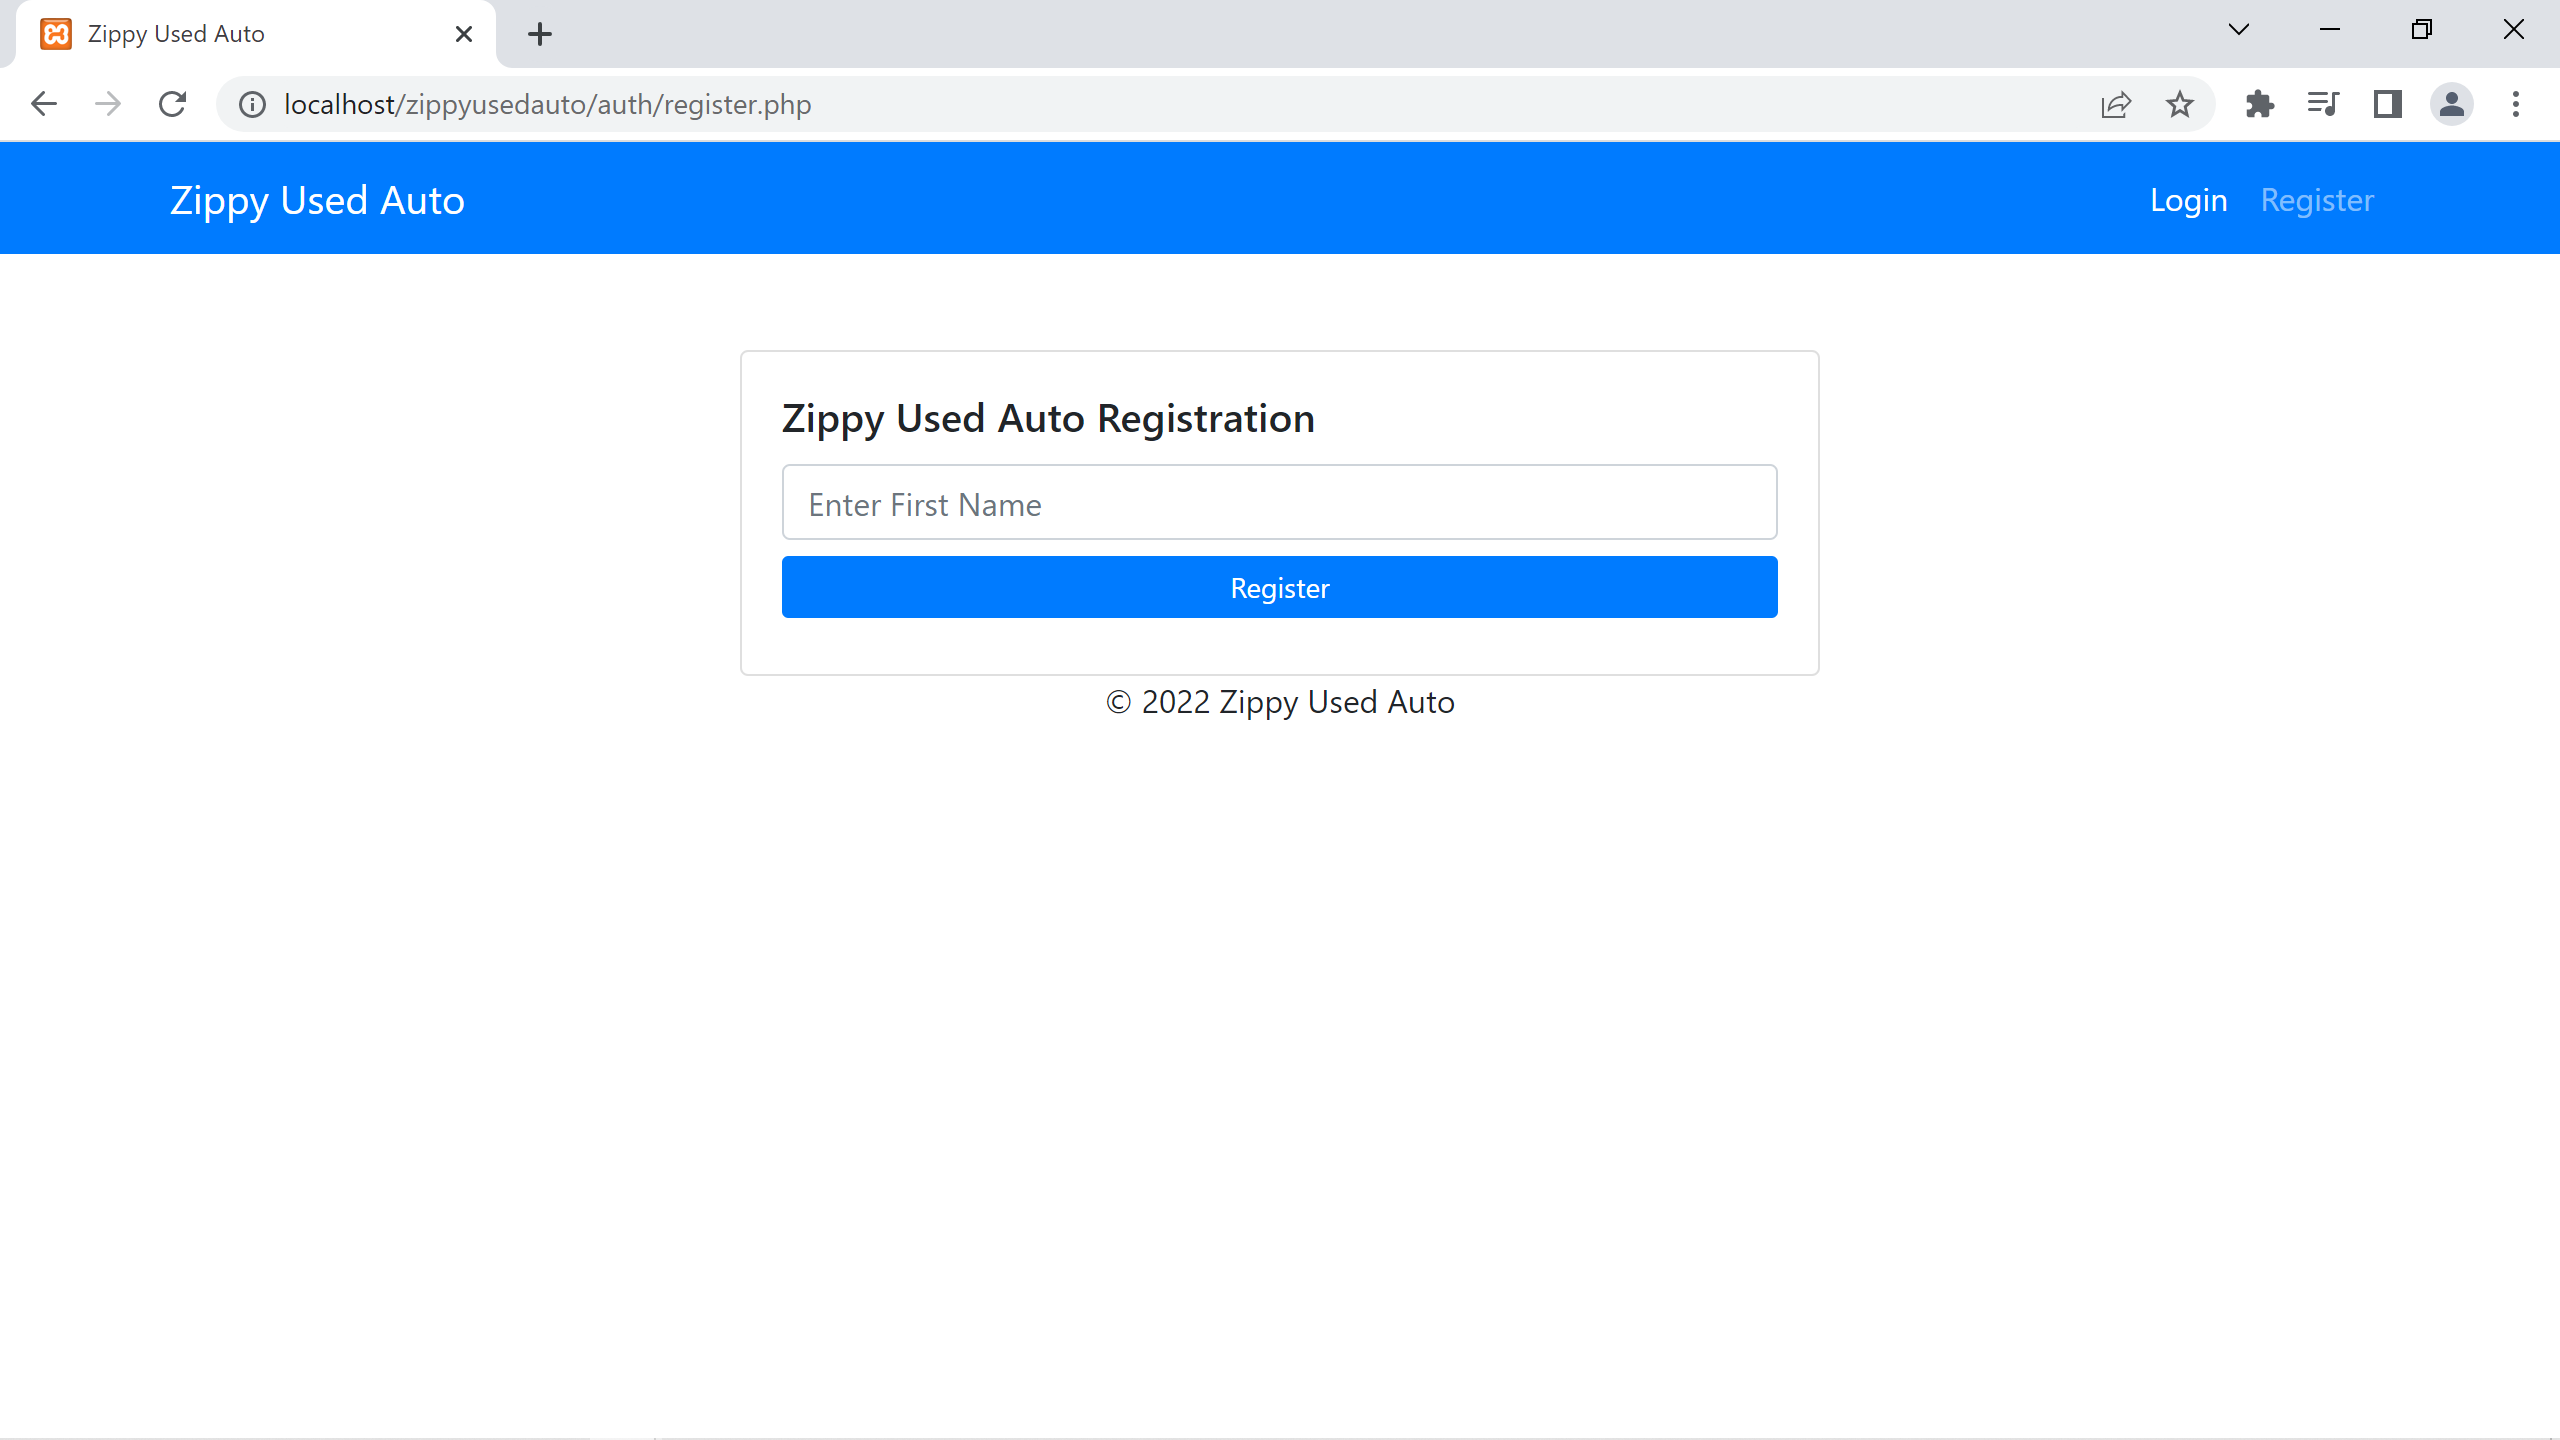 Zippy Used Auto
localhost/zippyusedauto/auth/register.php
Zippy Used Auto
Login
Register
Zippy Used Auto Registration
Enter First Name
Register
© 2022 Zippy Used Auto